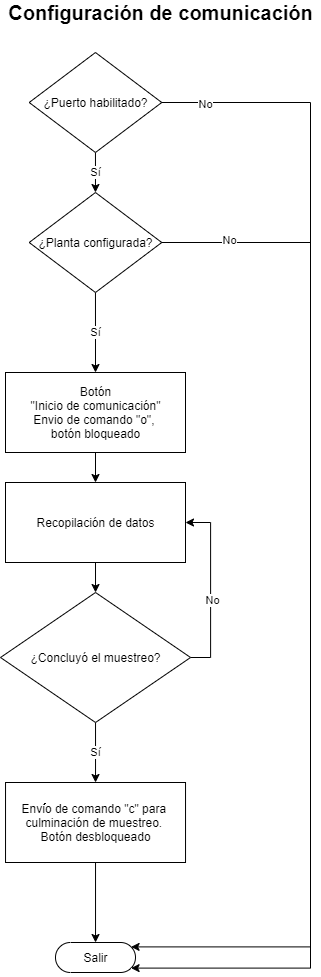 Configuración de comunicación
¿Puerto habilitado?
No
Sí
¿Planta configurada?
No
Sí
Botón
"Inicio de comunicación"
Envio de comando "o",
botón bloqueado
Recopilación de datos
No
¿Concluyó el muestreo?
Sí
Envío de comando "c" para
culminación de muestreo.
Botón desbloqueado
Salir